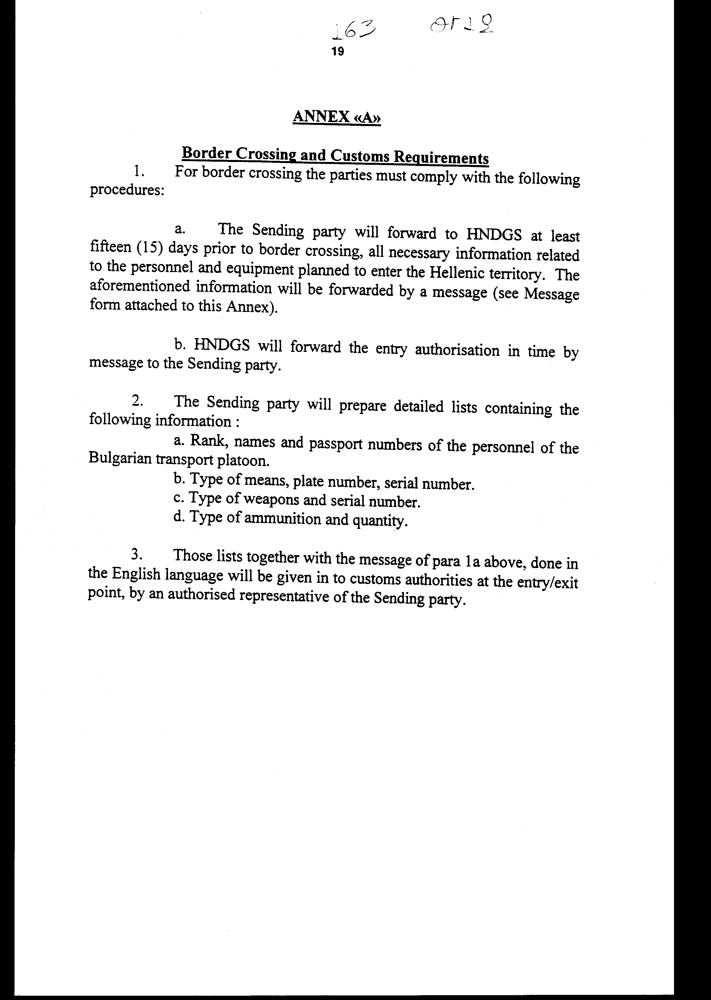 163
19
ANNEX «A»
Border Crossing and Customs Requirements
1. For border crossing the parties must comply with the following
procedures:
a. The Sending party will forward to HNDGS at least
fifteen (15) days prior to border crossing, all necessary information related
to the personnel and equipment planned to enter the Hellenic territory. The
aforementioned information will be forwarded by a message (see Message
form attached to this Annex).
b. HNDGS will forward the entry authorisation in time by
message to the Sending party.
2. The Sending party will prepare detailed lists containing the
following information :
a. Rank, names and passport numbers of the personnel of the
Bulgarian transport platoon.
b. Type of means, plate number, serial number.
c. Type of weapons and serial number.
d. Type of ammunition and quantity.
3. Those lists together with the message of para 1a above, done in
the English language will be given in to customs authorities at the entry/exit
point, by an authorised representative of the Sending party.